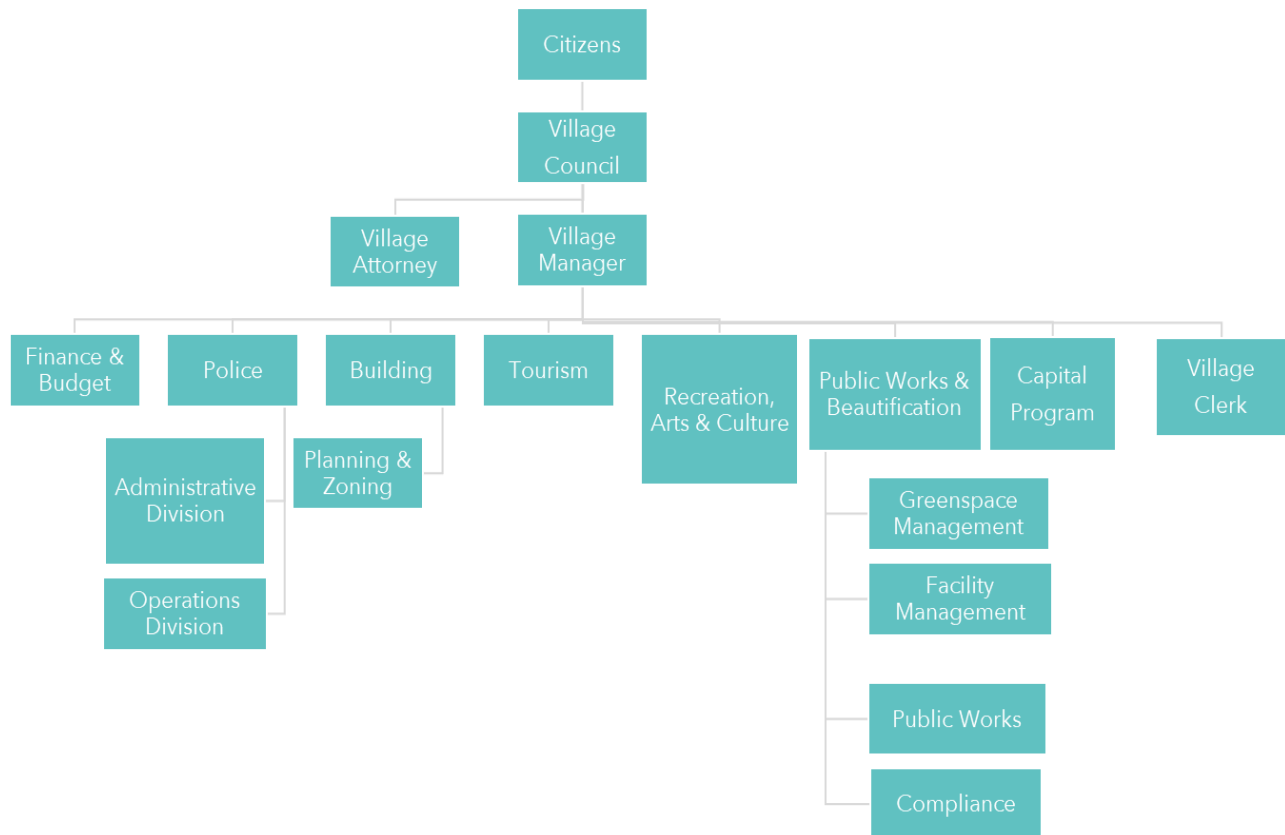 Citizens
Village
Council
Village
Attorney
Village
Manager
Finance &
Budget
Police
Building
Tourism
Recreation,
Arts & Culture
Public Works &
Beautification
Capital
Program
Village
Clerk
Administrative
Division
Operations
Division
Planning &
Zoning
Greenspace
Management
Facility
Management
Public Works
Compliance